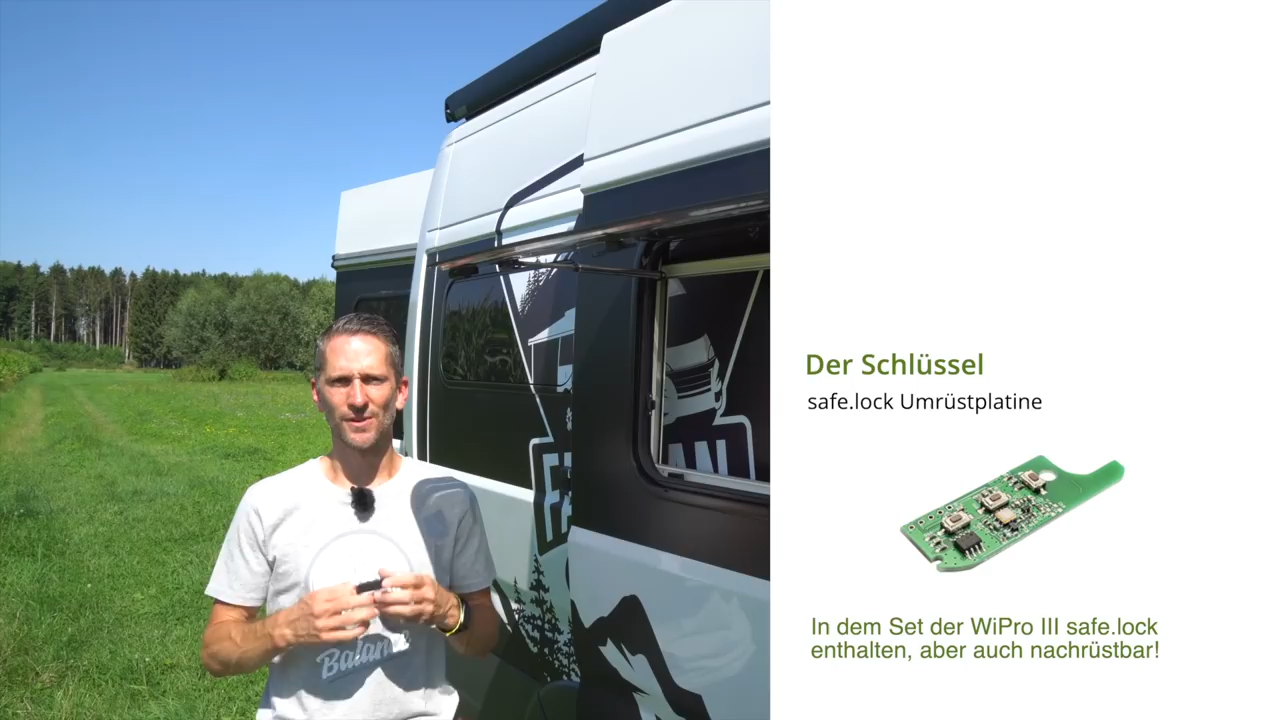 Der Schlüssel
safe.lock Umrüstplatine
In dem Set der WiPro III safe.lock
enthalten, aber auch nachrüstbar!